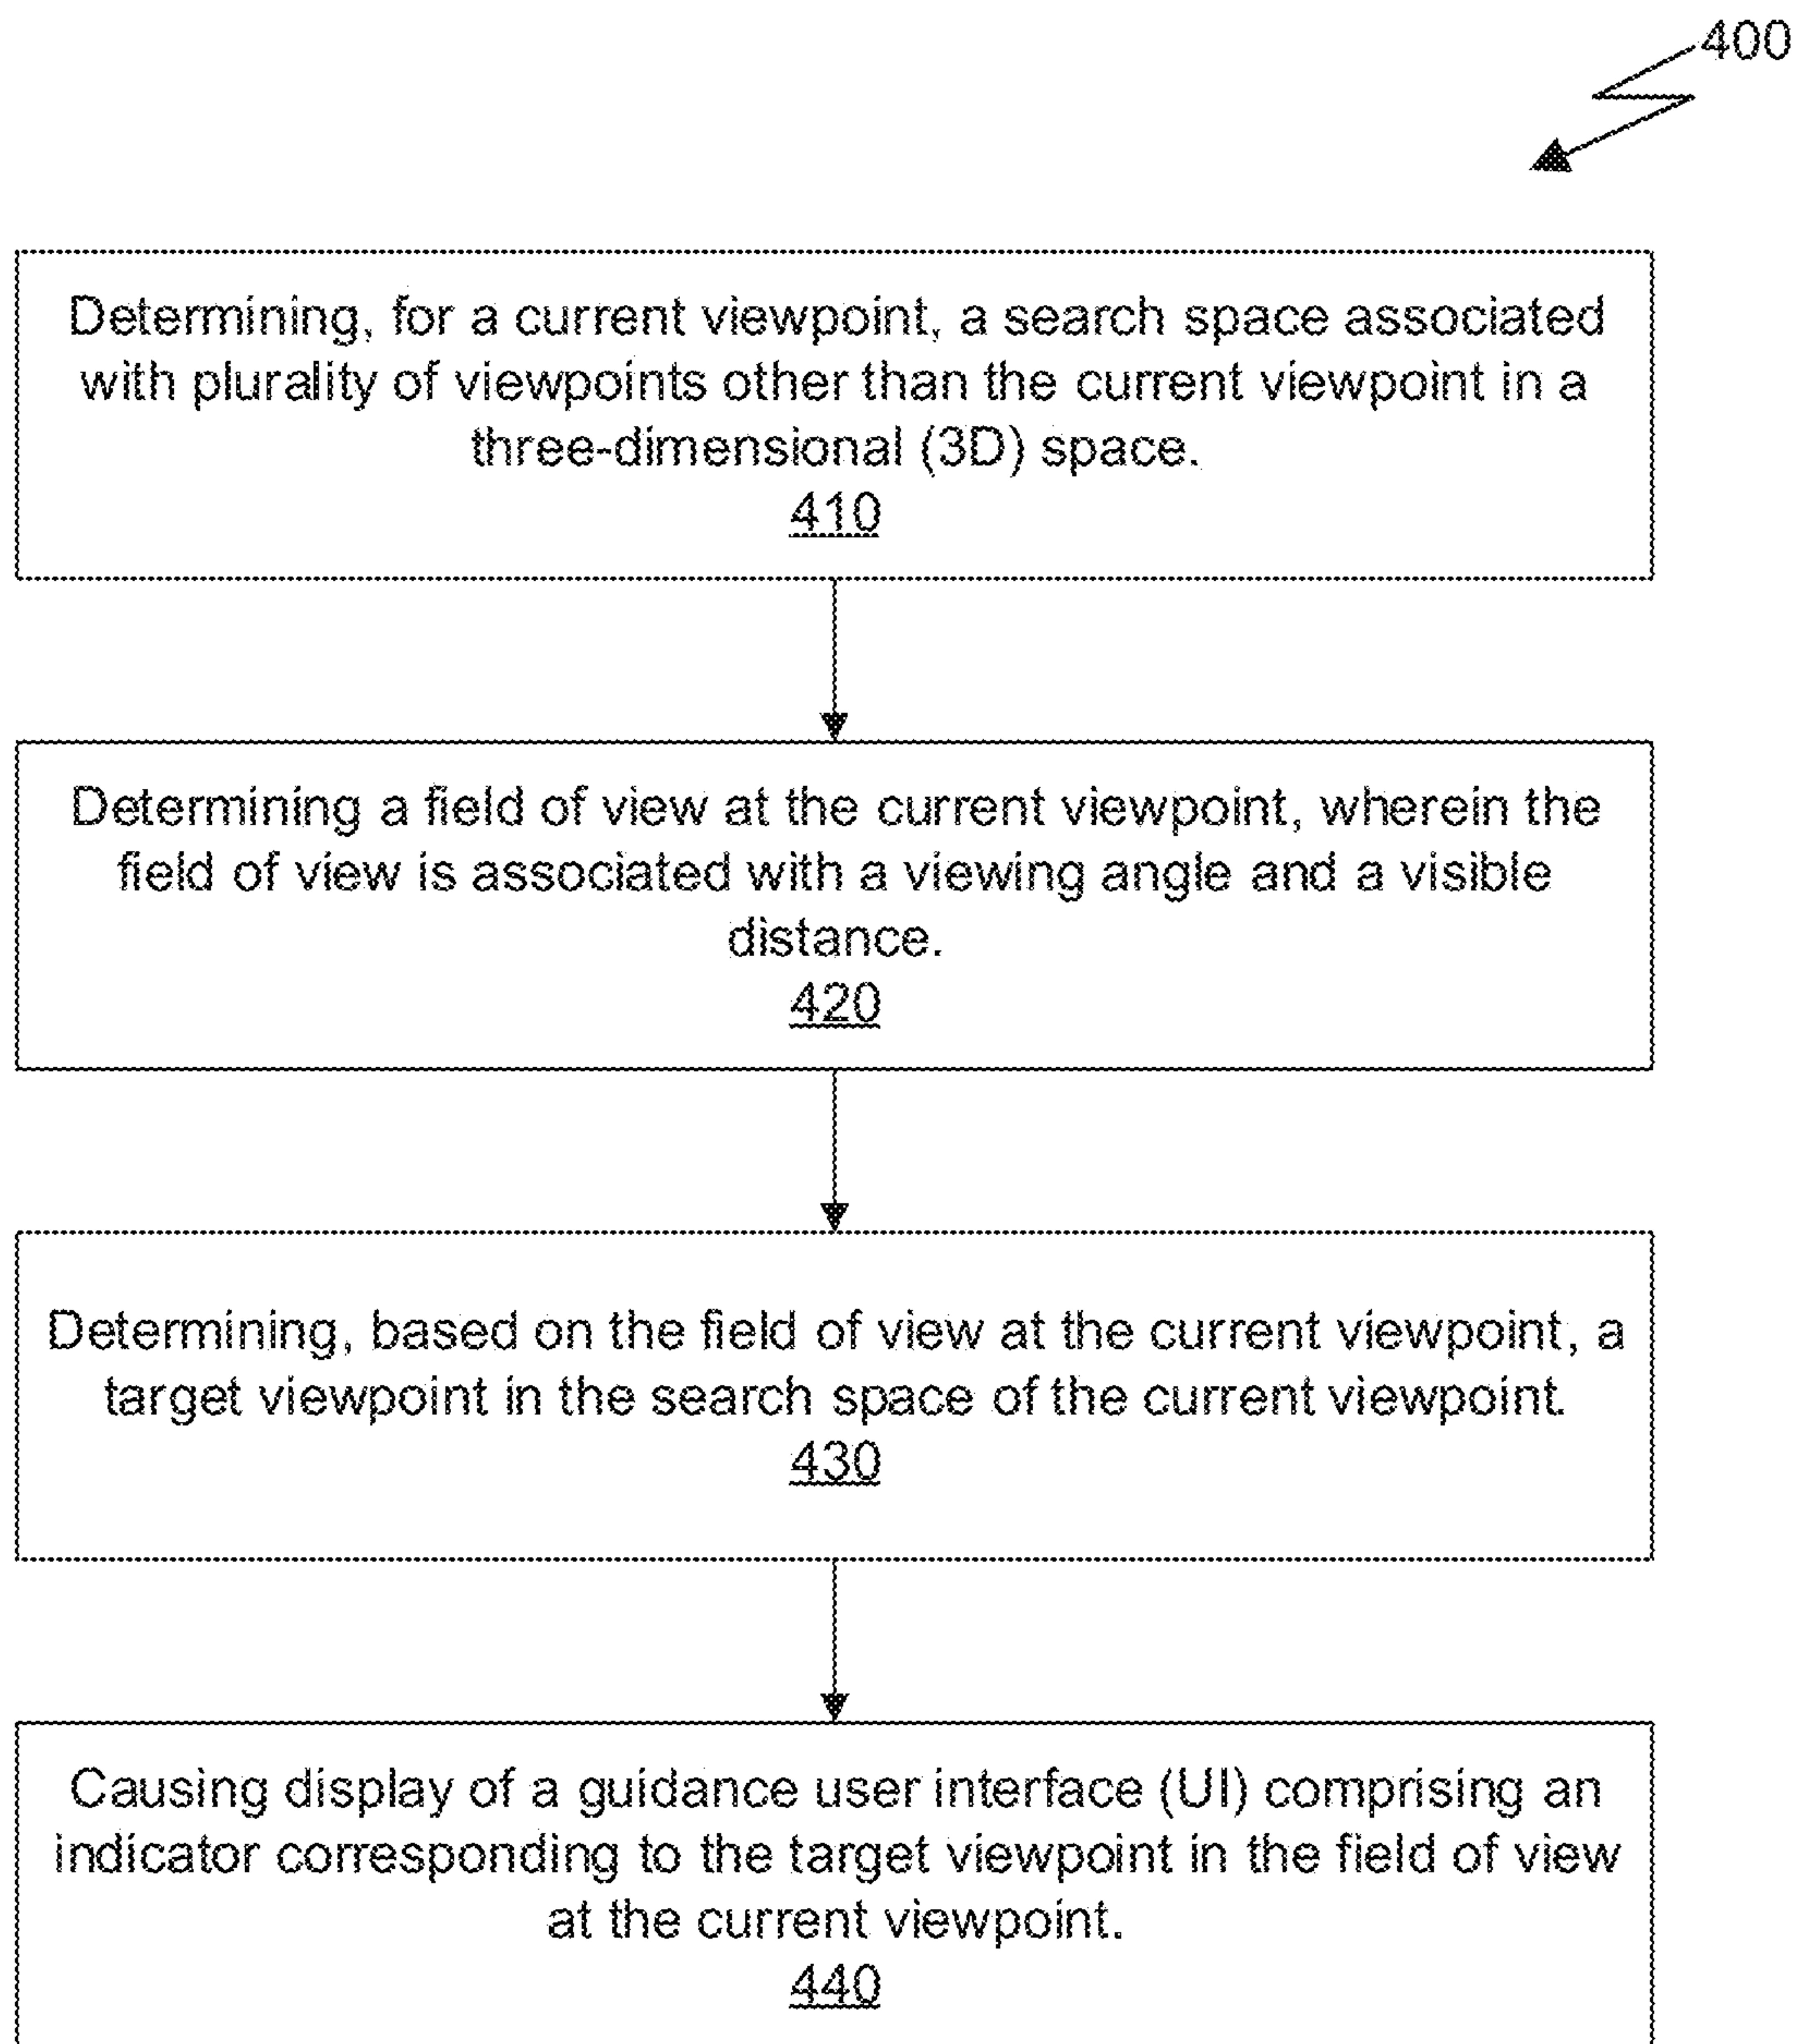 400
Determining, for a current viewpoint, a search space associated
with plurality of viewpoints other than the current viewpoint in a
three-dimensional (3D) space.
410
Determining a field of view at the current viewpoint, wherein the
field of view is associated with a viewing angle and a visible
distance.
420
Determining, based on the field of view at the current viewpoint, a
target viewpoint in the search space of the current viewpoint.
430
Causing display of a guidance user interface (UI) comprising an
indicator corresponding to the target viewpoint in the field of view
at the current viewpoint.
440